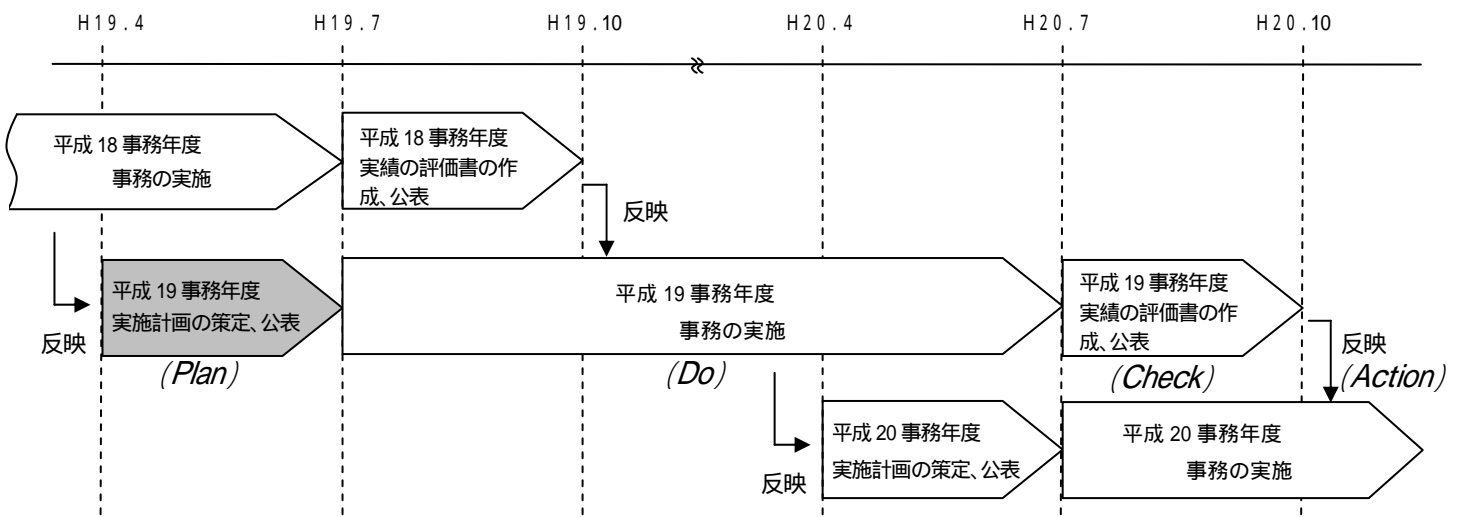 H19.4 H19.7 H19.10 H20.4 H20.7 H20.10
平成 18 事務年度
事務の実施
平成 18 事務年度
実績の評価書の作
成、公表
反映
平成 19 事務年度
実施計画の策定、公表
反映
(Plan)
平成 19 事務年度
事務の実施
(Do)
平成 19 事務年度
実績の評価書の作
成、公表
(Check)
反映
(Action)
平成 20 事務年度
実施計画の策定、公表
反映
平成 20 事務年度
事務の実施